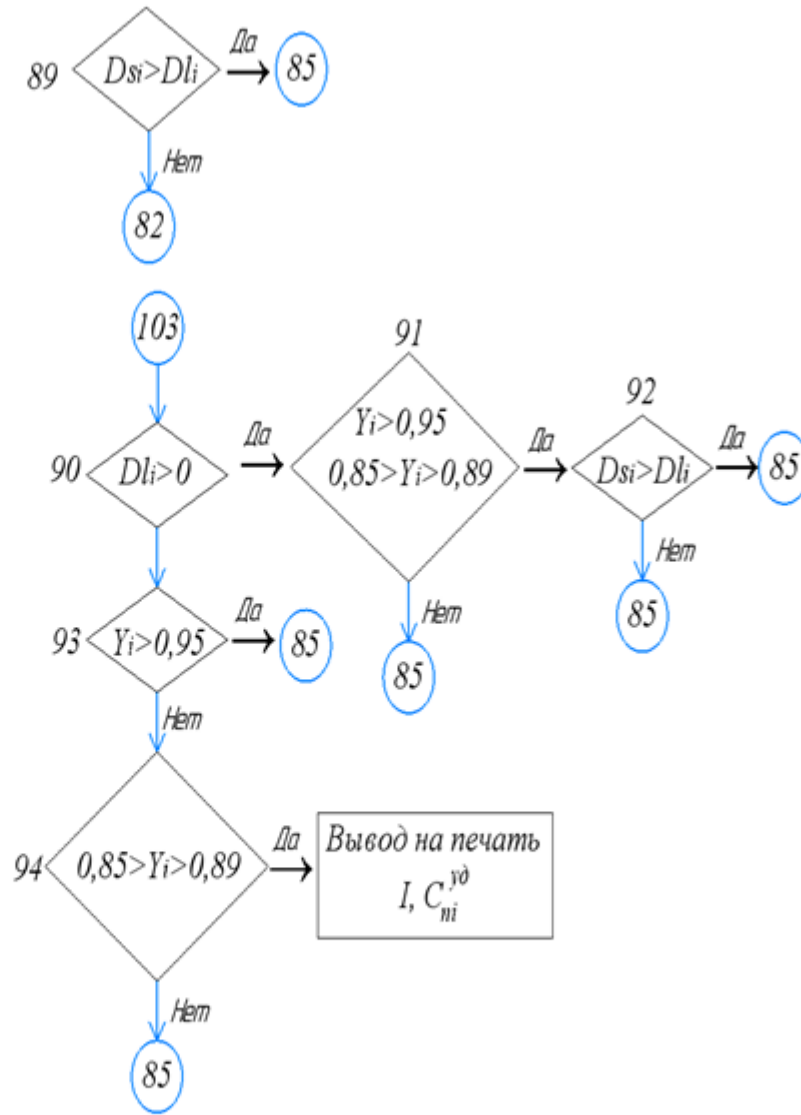 89
Dsi>Dli
Да
85
Нет
82
103
90
Dli>0
Да
91
Yi>0,95
0,85>Yi>0,89
Да
92
Dsi>Dli
Да
85
Нет
85
Нет
85
93
Yi>0,95
Да
85
Нет
94
0,85>Yi>0,89
Да
Вывод на печать
I, Cni уд
Нет
85